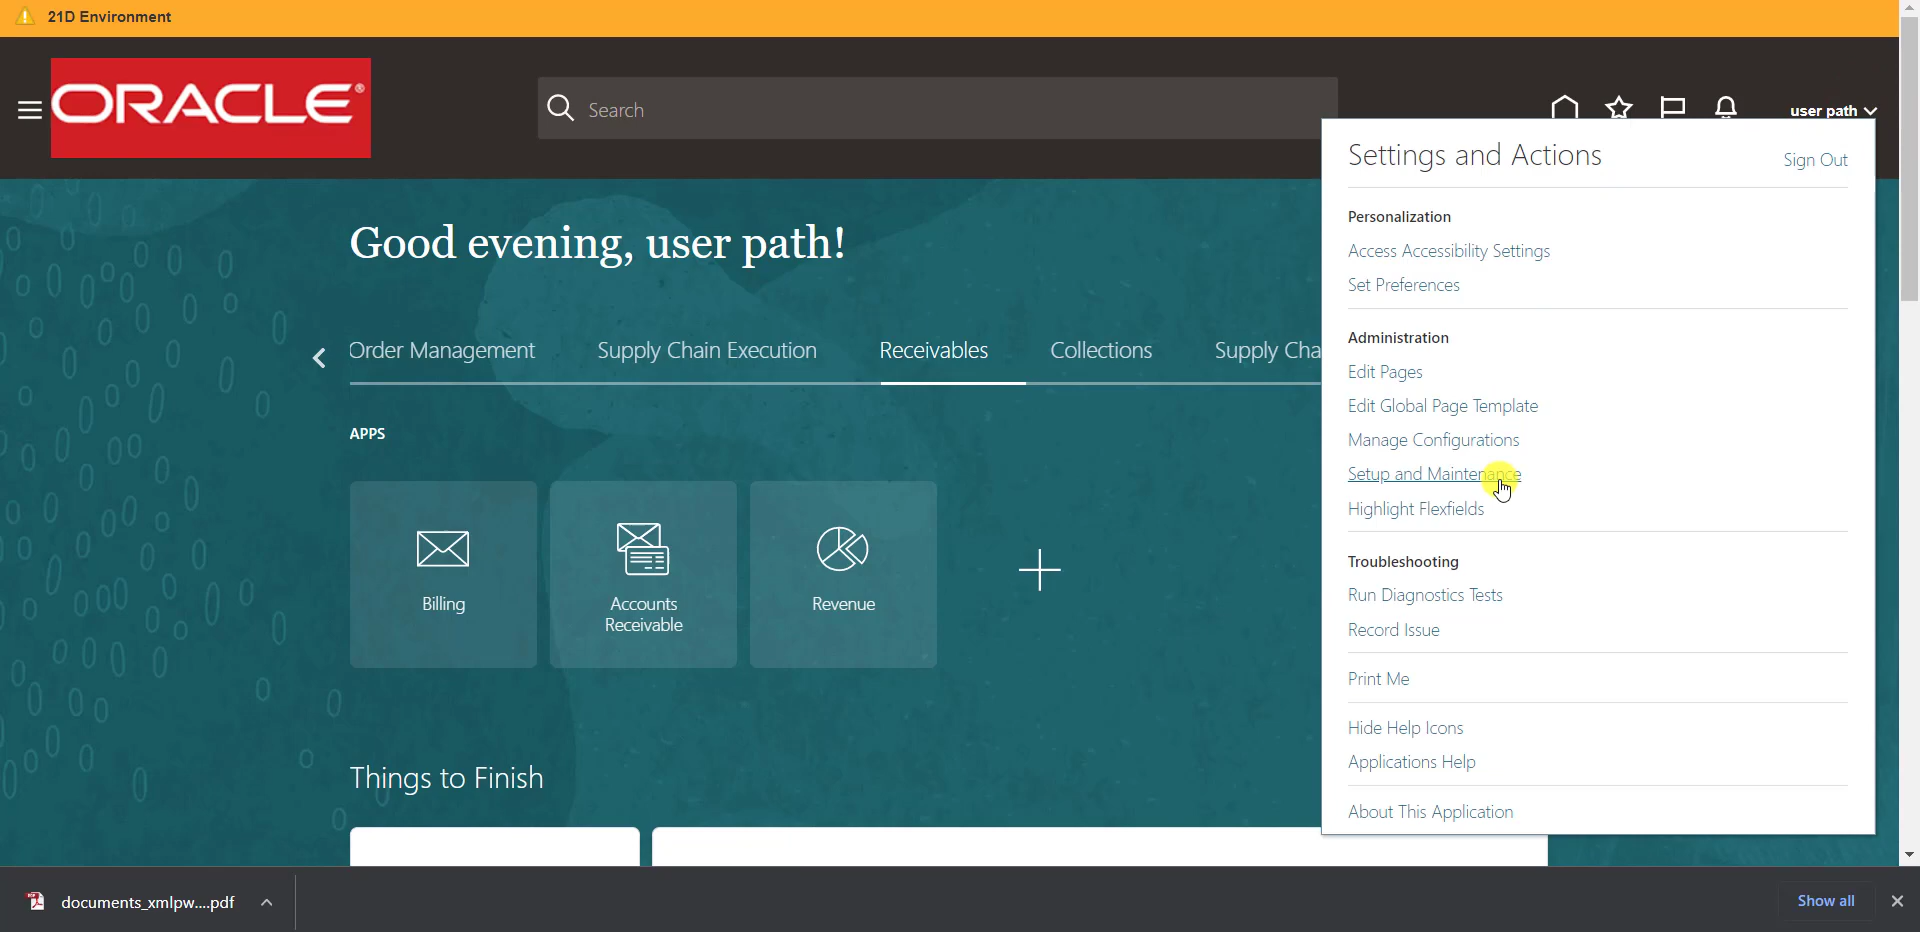 21D Environment
ORACLE®
Search
user path
Good evening, user path!
Order Management
Supply Chain Execution
Receivables
Collections
Supply Cha
APPS
Billing
Accounts
Receivable
Revenue
Things to Finish
Settings and Actions
Sign Out
Personalization
Access Accessibility Settings
Set Preferences
Administration
Edit Pages
Edit Global Page Template
Manage Configurations
Setup and Maintenance
Highlight Flexfields
Troubleshooting
Run Diagnostics Tests
Record Issue
Print Me
Hide Help Icons
Applications Help
About This Application
documents_xmlpw....pdf
Show all